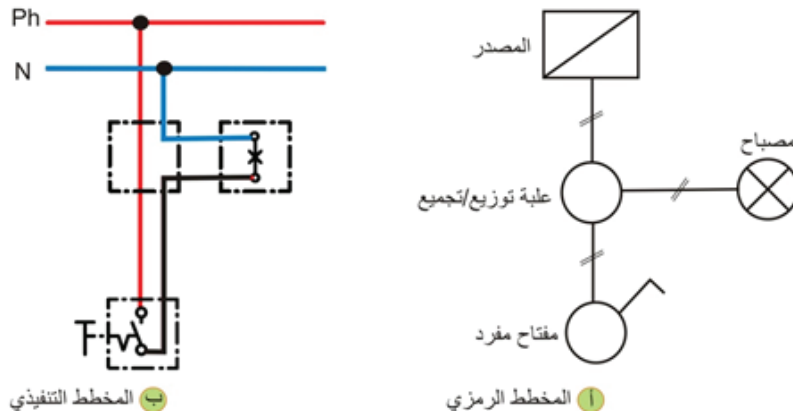 Ph
N
المصدر
مصباح
علبة توزيع/تجميع
مفتاح مفرد
أ المخطط الرمزي
ب المخطط التنفيذي